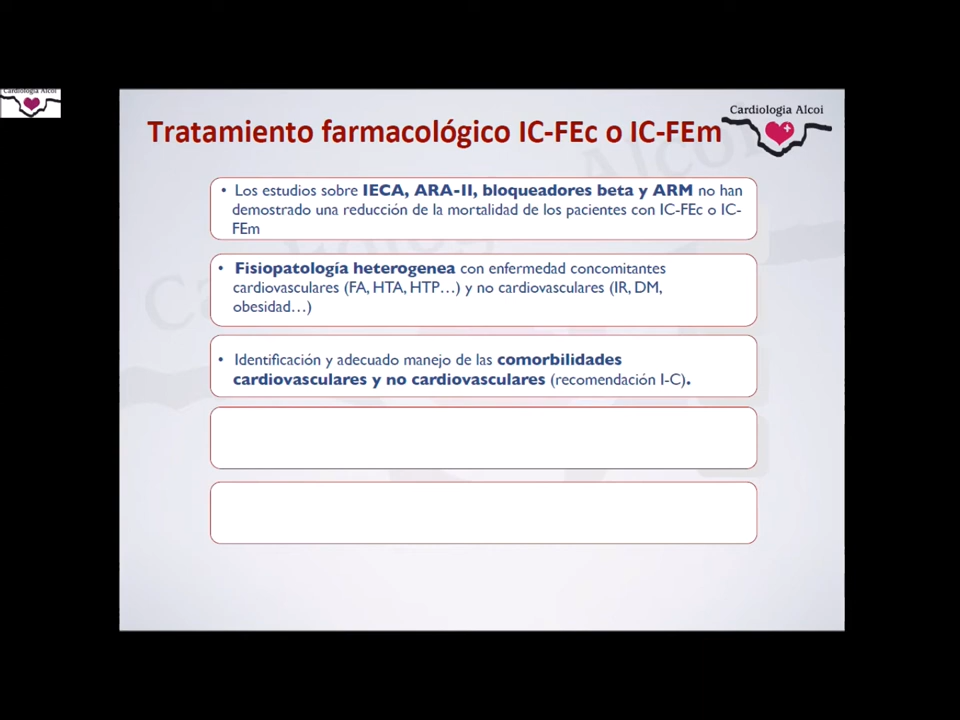 Cardiología Alcoi
Cardiología Alcoi
Tratamiento farmacológico IC-FEc o IC-FEm
• Los estudios sobre IECA, ARA-II, bloqueadores beta y ARM no han
demostrado una reducción de la mortalidad de los pacientes con IC-FEc o IC-
FEm
• Fisiopatología heterogenea con enfermedad concomitantes
cardiovasculares (FA, HTA, HTP…) y no cardiovasculares (IR, DM,
obesidad…)
• Identificación y adecuado manejo de las comorbilidades
cardiovasculares y no cardiovasculares (recomendación I-C).